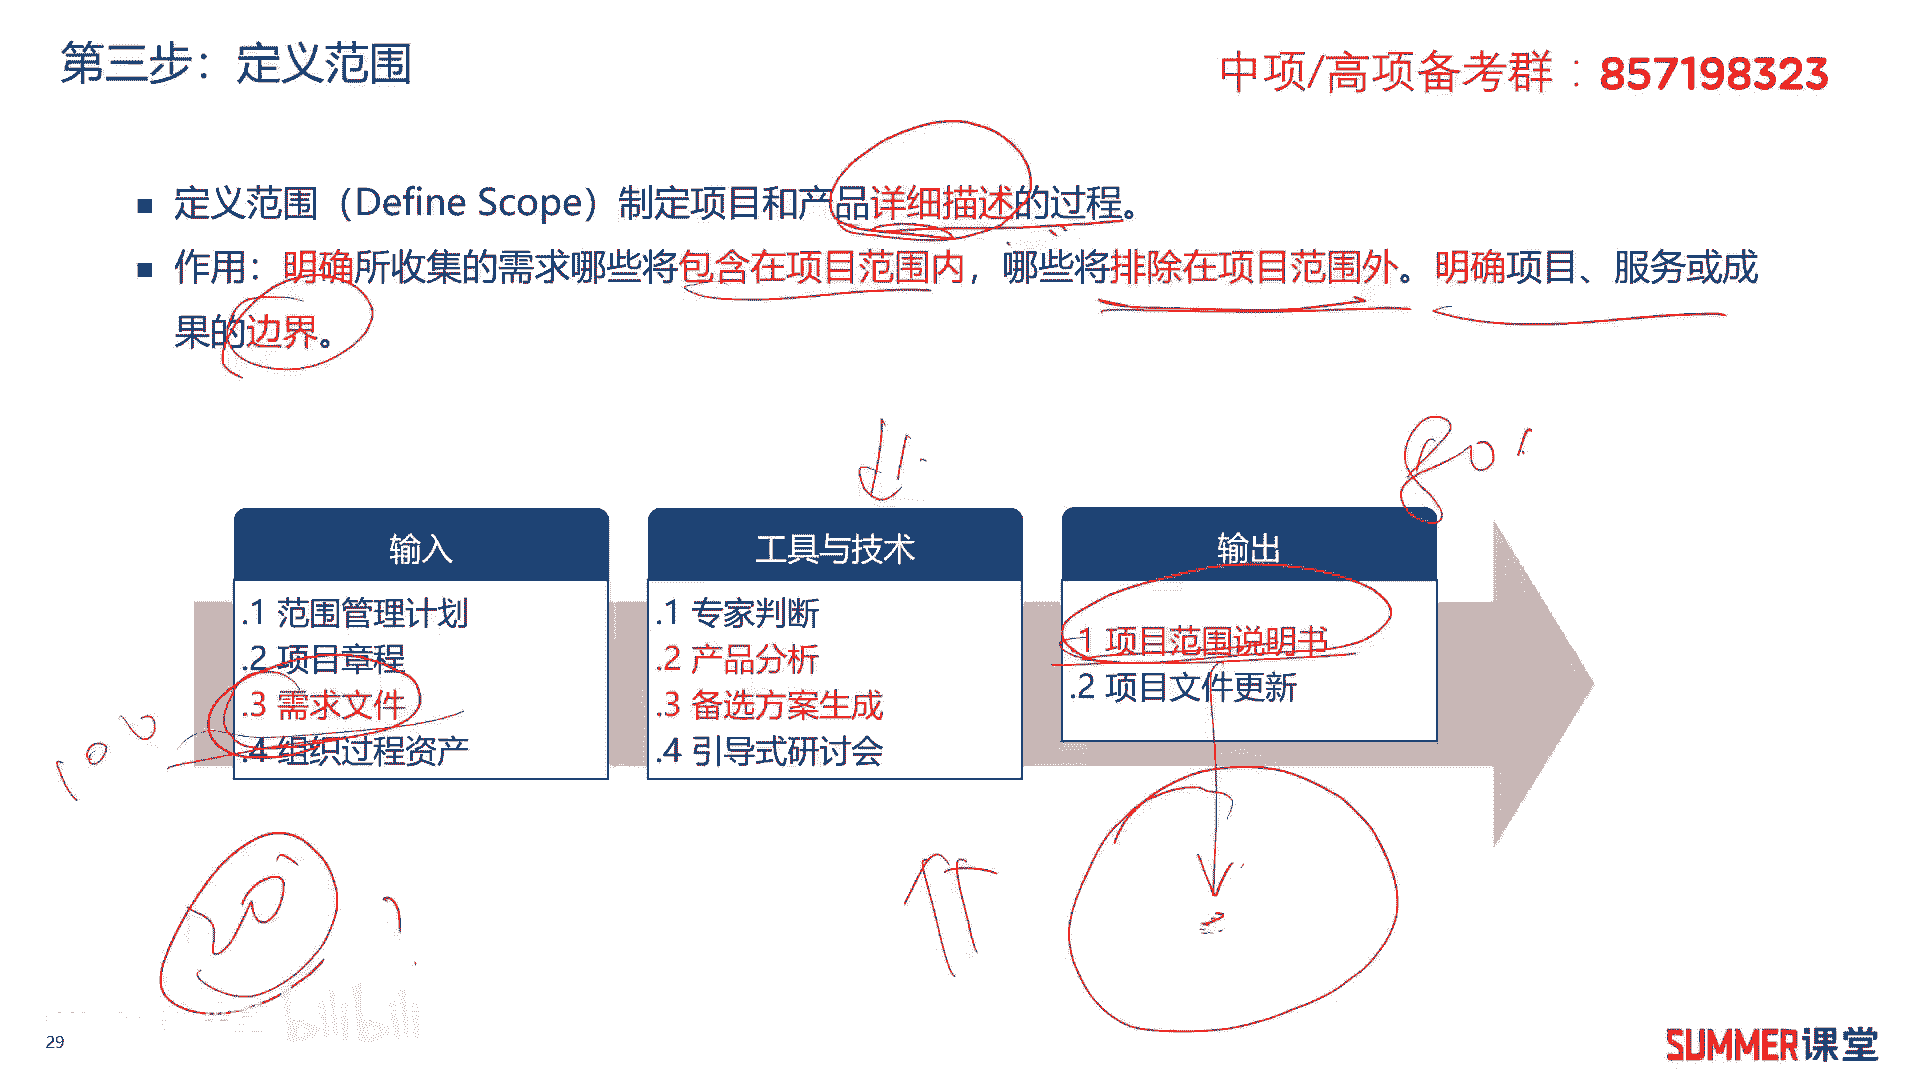 第三步：定义范围
中项/高项备考群：857198323
■ 定义范围（Define Scope）制定项目和产品详细描述的过程。
■ 作用：明确所收集的需求哪些将包含在项目范围内，哪些将排除在项目范围外。明确项目、服务或成
果的边界。
80
输入
.1 范围管理计划
.2 项目章程
.3 需求文件
.4 组织过程资产
工具与技术
.1 专家判断
.2 产品分析
.3 备选方案生成
.4 引导式研讨会
输出
.1 项目范围说明书
.2 项目文件更新
100
20
bilibili
29
SUMMER课堂